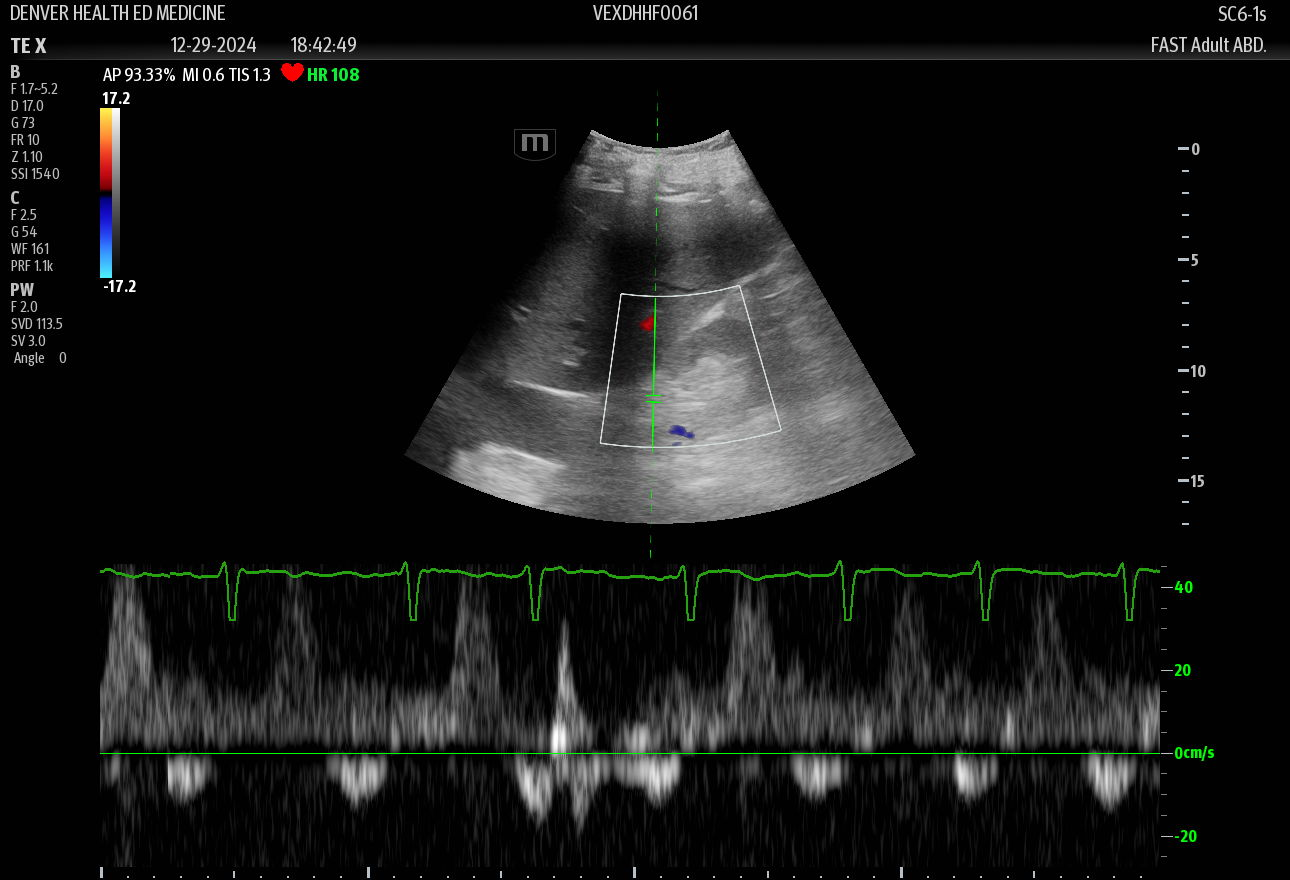 DENVER HEALTH ED MEDICINE VEXDHHF0061 SC6-1s
TE X 12-29-2024 18:42:49 FAST Adult ABD.
B
F 1.7~5.2
D 17.0
G 73
FR 10
Z 1.10
SSI 1540
C
F 2.5
G 54
WF 161
PRF 1.1k
PW
F 2.0
SVD 113.5
SV 3.0
Angle 0
AP 93.33% MI 0.6 TIS 1.3 HR 108
17.2
-17.2
m
0
5
10
15
40
20
0cm/s
-20